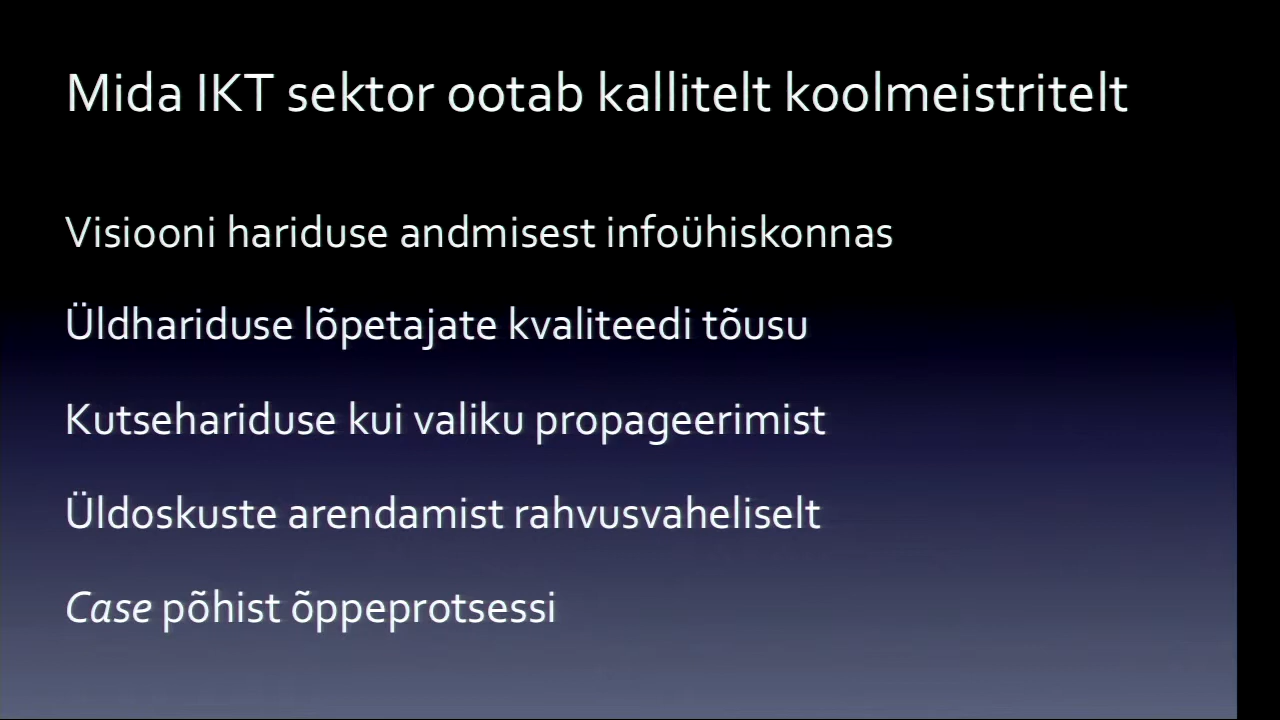 Mida IKT sektor ootab kallitelt koolmeistritelt
Visiooni hariduse andmisest infoühiskonnas
Üldhariduse lõpetajate kvaliteedi tõusu
Kutsehariduse kui valiku propageerimist
Üldoskuste arendamist rahvusvaheliselt
Case põhist õppeprotsessi